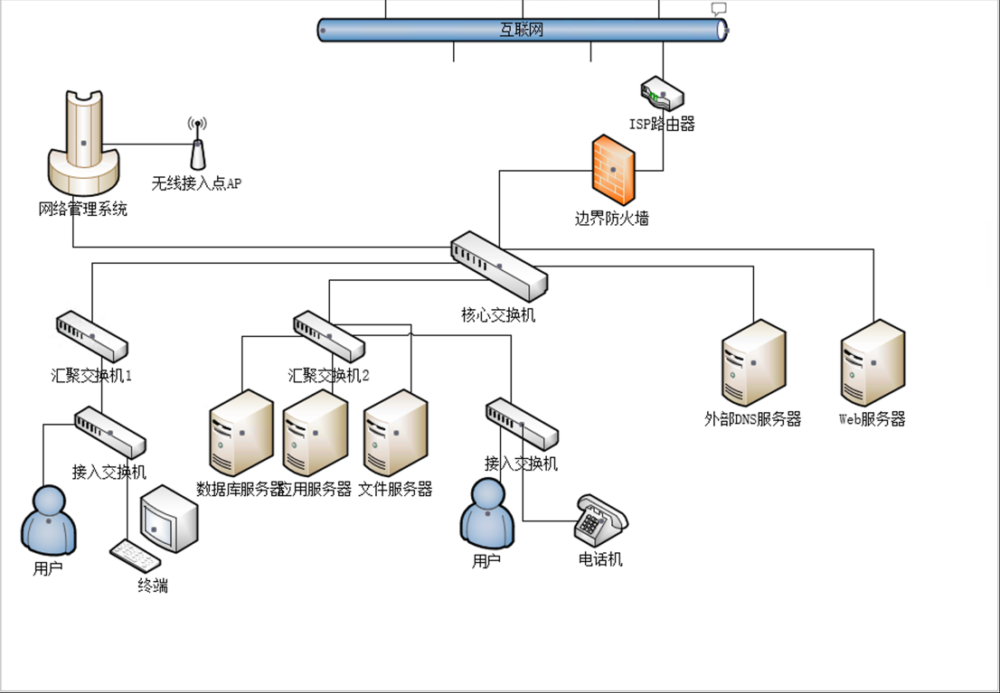 互联网
ISP路由器
无线接入点AP
网络管理系统
边界防火墙
核心交换机
汇聚交换机1
汇聚交换机2
外部DNS服务器
Web服务器
接入交换机
接入交换机
数据库服务器
应用服务器
文件服务器
用户
终端
用户
电话机